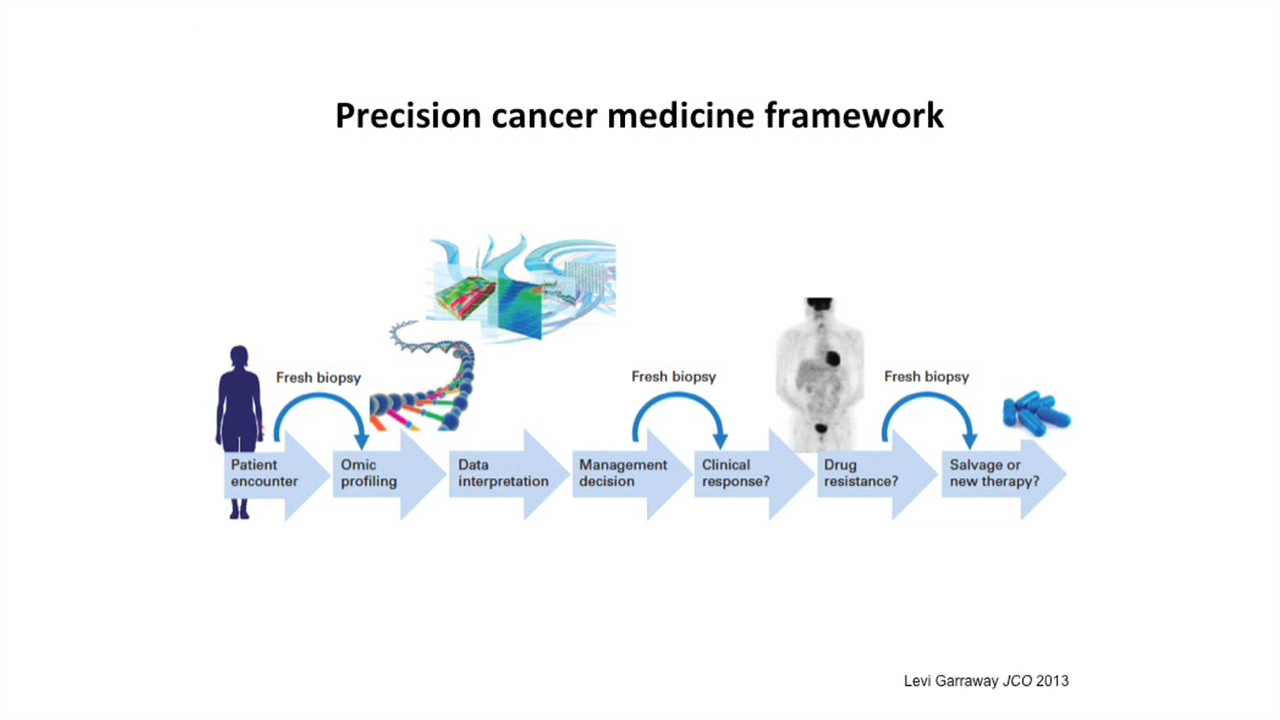 Precision cancer medicine framework
Fresh biopsy
Fresh biopsy
Fresh biopsy
Patient
encounter
Omic
profiling
Data
interpretation
Management
decision
Clinical
response?
Drug
resistance?
Salvage or
new therapy?
Levi Garraway JCO 2013